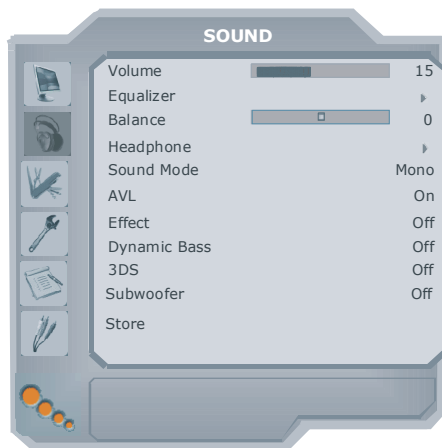 SOUND
Volume 15
Equalizer
Balance 0
Headphone
Sound Mode Mono
AVL On
Effect Off
Dynamic Bass Off
3DS Off
Subwoofer Off
Store